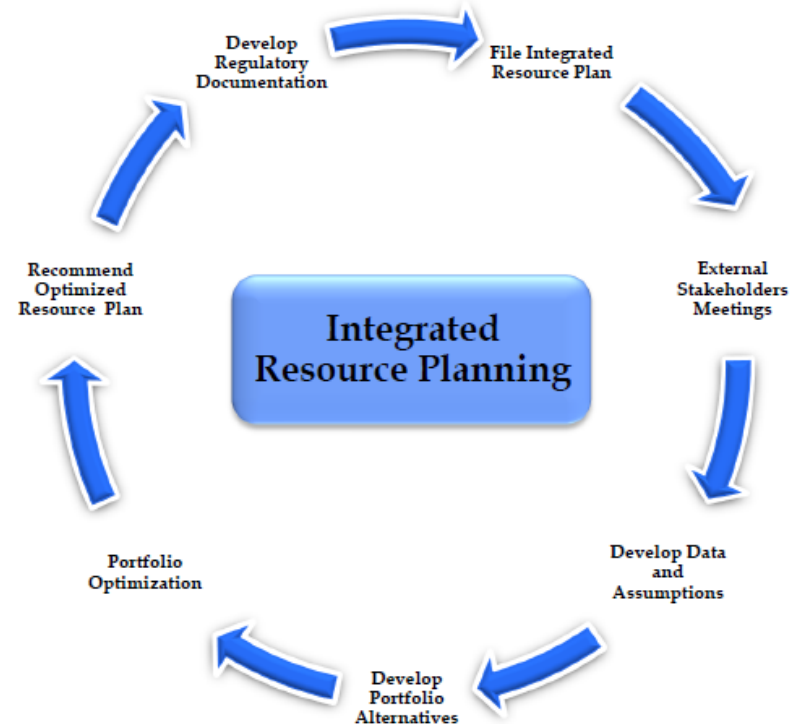 Develop
Regulatory
Documentation
File Integrated
Resource Plan
External
Stakeholders
Meetings
Develop Data
and
Assumptions
Develop
Portfolio
Alternatives
Portfolio
Optimization
Recommend
Optimized
Resource Plan
Integrated
Resource Planning